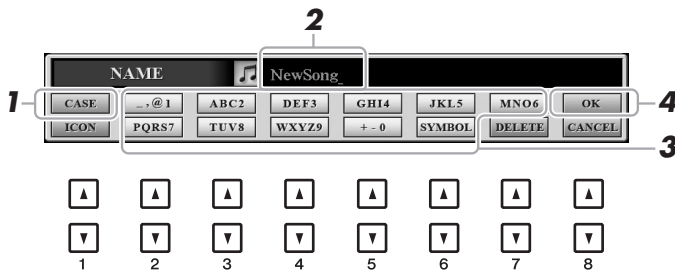 2
NAME NewSong_
1 CASE _,@1 ABC2 DEF3 GHI4 JKL5 MNO6 OK 4
ICON PQRS7 TUV8 WXYZ9 + - 0 SYMBOL DELETE CANCEL
3
1 2 3 4 5 6 7 8